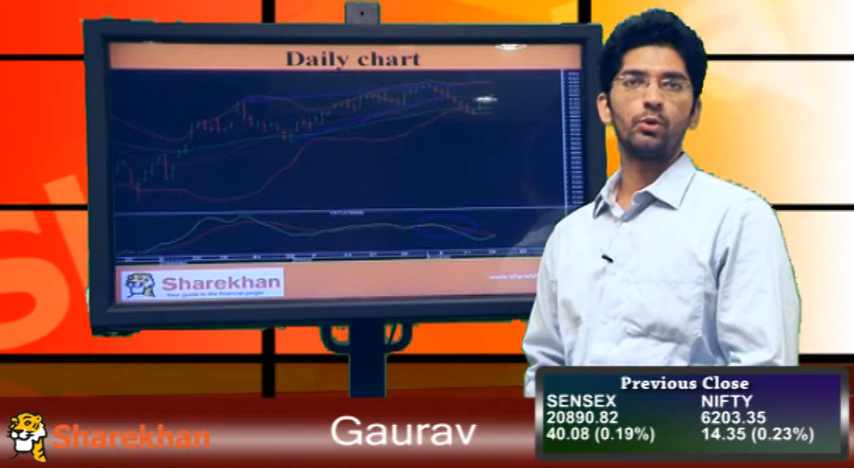 Daily chart
Sharekhan
Your guide to the financial jungle
Sharekhan
Gaurav
Previous Close
SENSEX NIFTY
20890.82 6203.35
40.08 (0.19%) 14.35 (0.23%)